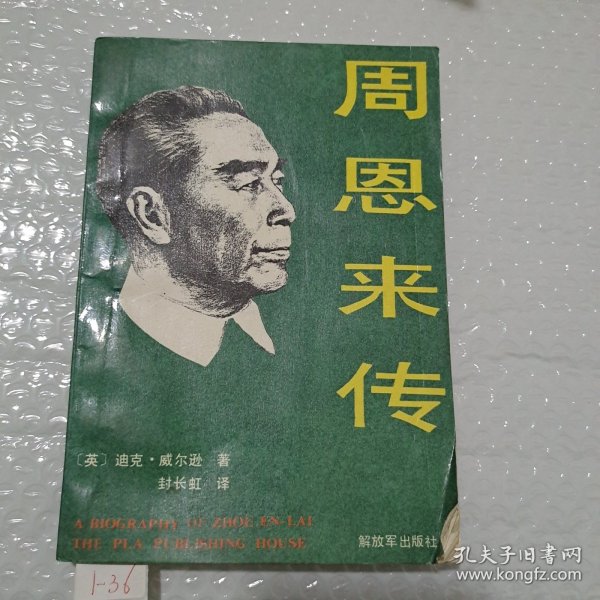 周恩来传
〔英〕迪克·威尔逊 著
封长虹 译
A BIOGRAPHY OF ZHOU EN-LAI
THE PLA PUBLISHING HOUSE
解放军出版社
1-36
孔夫子旧书网
www.kongfz.com